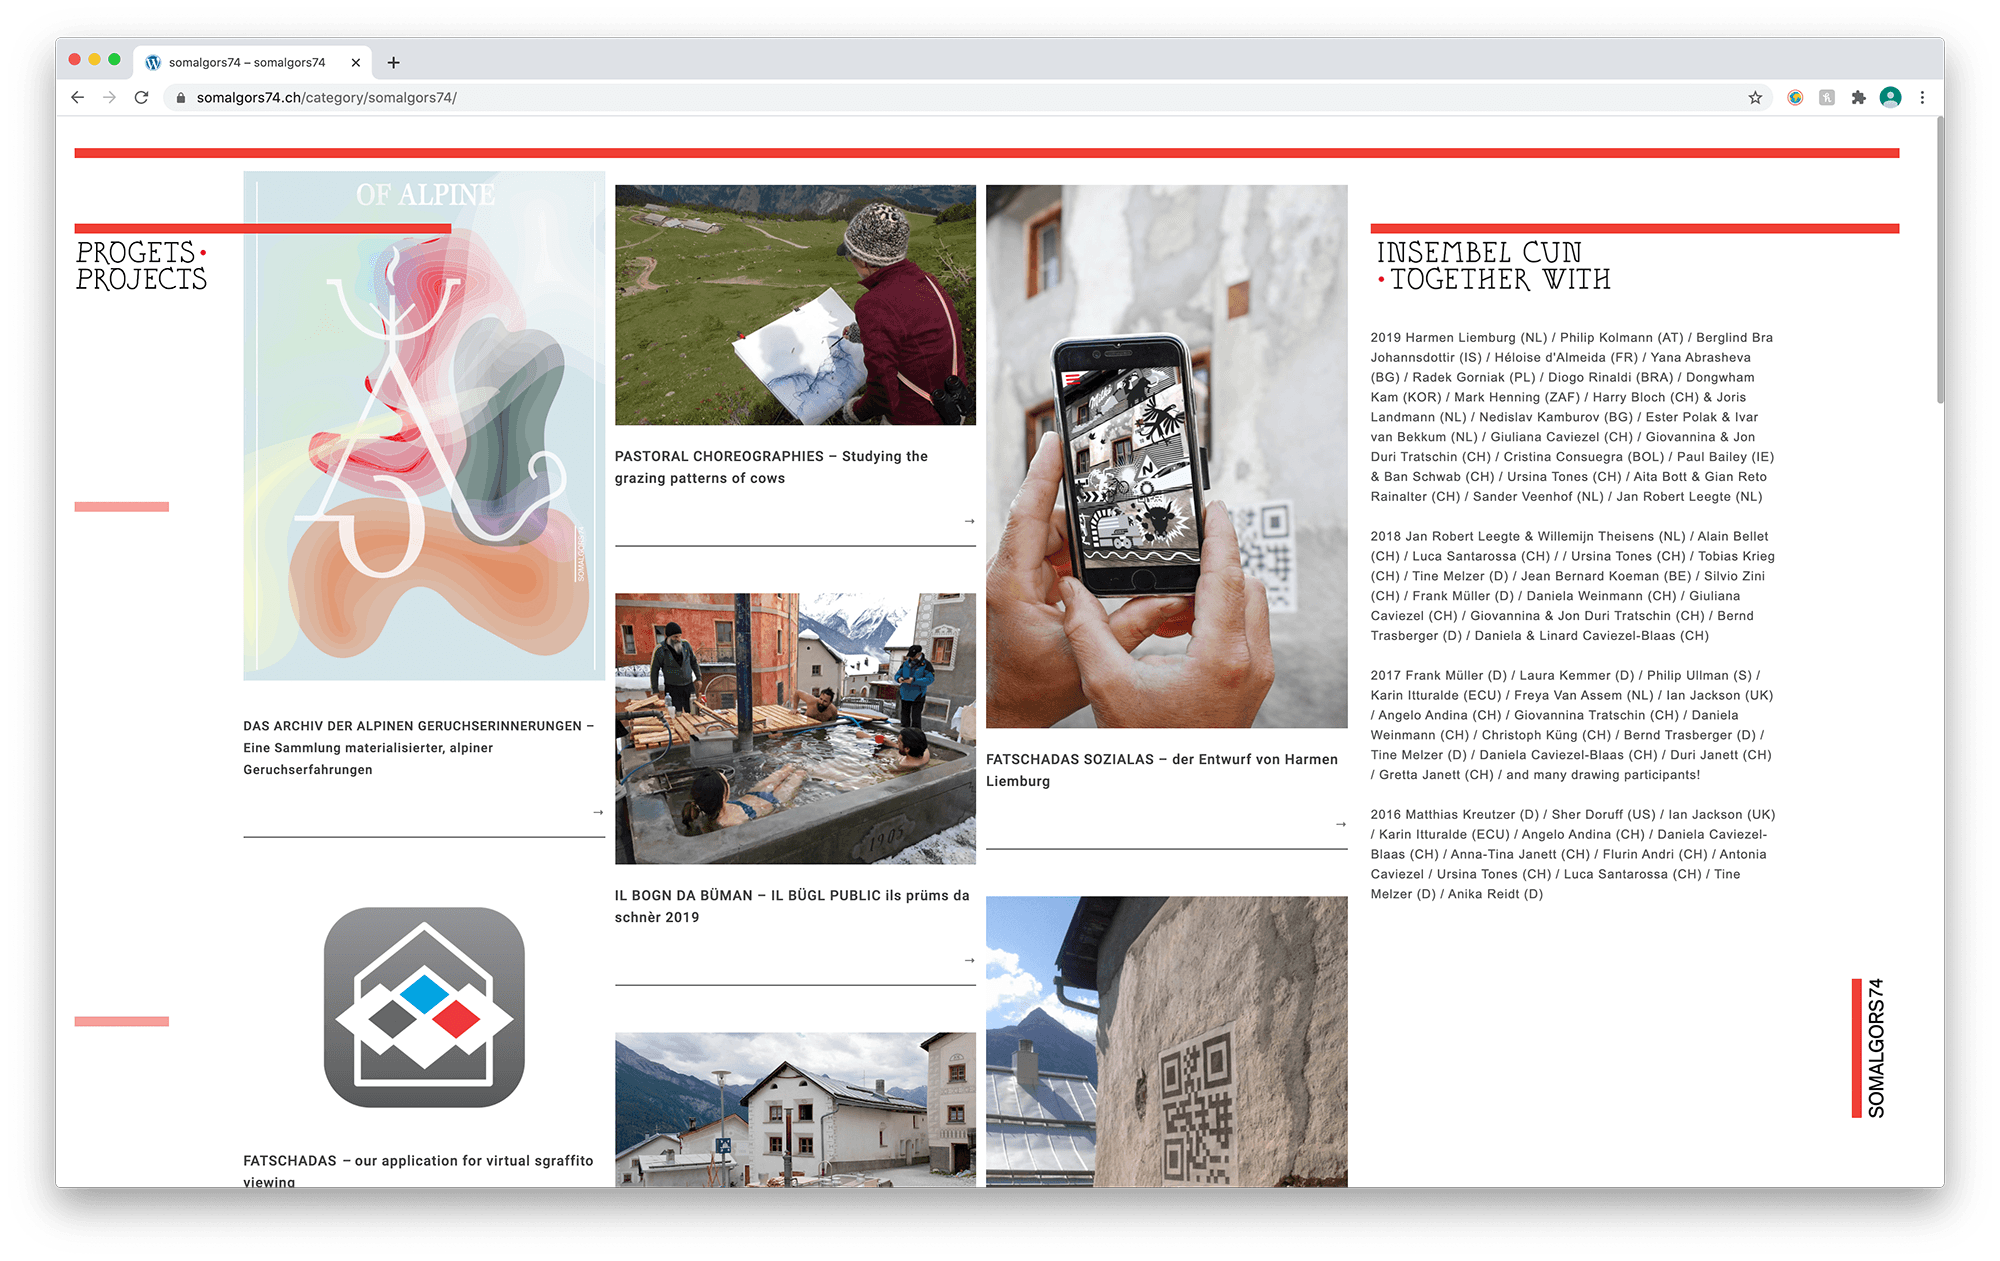 somalgors74 – somalgors74
somalgors74.ch/category/somalgors74/
PROGETS
PROJECTS
OF ALPINE
SOMALGORS74
DAS ARCHIV DER ALPINEN GERUCHSERINNERUNGEN –
Eine Sammlung materialisierter, alpiner
Geruchserfahrungen
→
FATSCHADAS – our application for virtual sgraffito
viewing
PASTORAL CHOREOGRAPHIES – Studying the
grazing patterns of cows
→
1905
IL BOGN DA BÜMAN – IL BÜGL PUBLIC ils prüms da
schnèr 2019
→
FATSCHADAS SOZIALAS – der Entwurf von Harmen
Liemburg
→
INSEMBEL CUN
•TOGETHER WITH
2019 Harmen Liemburg (NL) / Philip Kolmann (AT) / Berglind Bra
Johannsdottir (IS) / Héloise d'Almeida (FR) / Yana Abrasheva
(BG) / Radek Gorniak (PL) / Diogo Rinaldi (BRA) / Dongwham
Kam (KOR) / Mark Henning (ZAF) / Harry Bloch (CH) & Joris
Landmann (NL) / Nedislav Kamburov (BG) / Ester Polak & Ivar
van Bekkum (NL) / Giuliana Caviezel (CH) / Giovannina & Jon
Duri Tratschin (CH) / Cristina Consuegra (BOL) / Paul Bailey (IE)
& Ban Schwab (CH) / Ursina Tones (CH) / Aita Bott & Gian Reto
Rainalter (CH) / Sander Veenhof (NL) / Jan Robert Leegte (NL)
2018 Jan Robert Leegte & Willemijn Theisens (NL) / Alain Bellet
(CH) / Luca Santarossa (CH) / / Ursina Tones (CH) / Tobias Krieg
(CH) / Tine Melzer (D) / Jean Bernard Koeman (BE) / Silvio Zini
(CH) / Frank Müller (D) / Daniela Weinmann (CH) / Giuliana
Caviezel (CH) / Giovannina & Jon Duri Tratschin (CH) / Bernd
Trasberger (D) / Daniela & Linard Caviezel-Blaas (CH)
2017 Frank Müller (D) / Laura Kemmer (D) / Philip Ullman (S) /
Karin Itturalde (ECU) / Freya Van Assem (NL) / Ian Jackson (UK)
/ Angelo Andina (CH) / Giovannina Tratschin (CH) / Daniela
Weinmann (CH) / Christoph Küng (CH) / Bernd Trasberger (D) /
Tine Melzer (D) / Daniela Caviezel-Blaas (CH) / Duri Janett (CH)
/ Gretta Janett (CH) / and many drawing participants!
2016 Matthias Kreutzer (D) / Sher Doruff (US) / Ian Jackson (UK)
/ Karin Itturalde (ECU) / Angelo Andina (CH) / Daniela Caviezel-
Blaas (CH) / Anna-Tina Janett (CH) / Flurin Andri (CH) / Antonia
Caviezel / Ursina Tones (CH) / Luca Santarossa (CH) / Tine
Melzer (D) / Anika Reidt (D)
SOMALGORS74